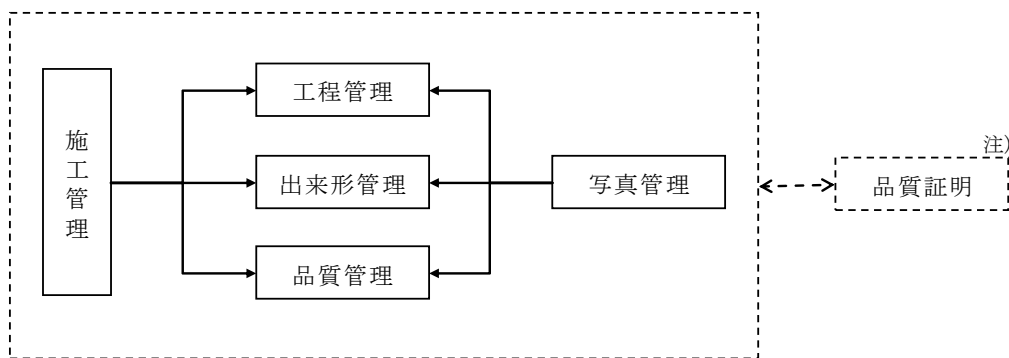 施工管理
工程管理
出来形管理
品質管理
写真管理
注)
品質証明